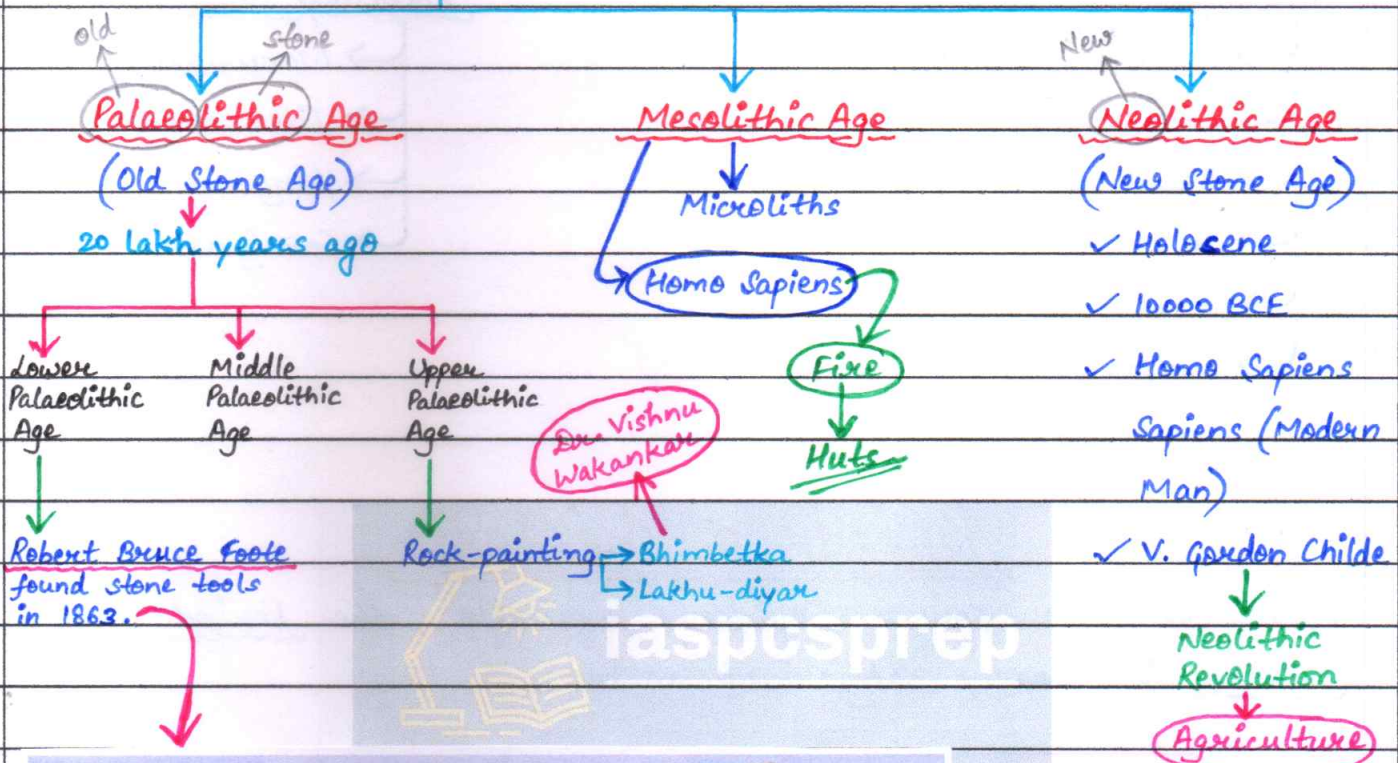 old
stone
Palaeolithic Age
(Old Stone Age)
20 lakh years ago
Lower
Palaeolithic
Age
Middle
Palaeolithic
Age
Upper
Palaeolithic
Age
Robert Bruce Foote
found stone tools
in 1863.
Rock-painting
Bhimbetka
Lakhu-diyar
Dr. Vishnu
Wakankar
Mesolithic Age
Microliths
Homo Sapiens
Fire
Huts
New
Neolithic Age
(New Stone Age)
✓ Holocene
✓ 10000 BCE
✓ Homo Sapiens
Sapiens (Modern
Man)
✓ V. Gordon Childe
Neolithic
Revolution
Agriculture
iaspcsprep